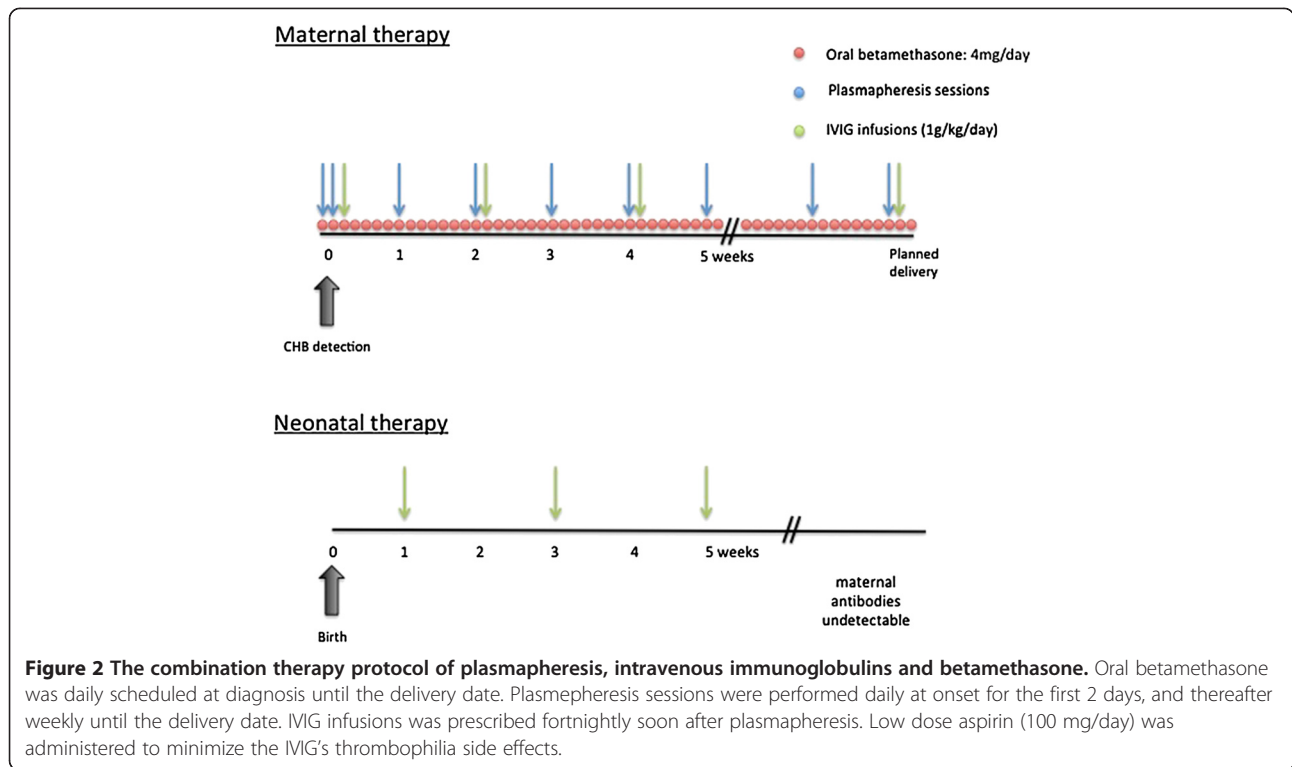 Maternal therapy
Oral betamethasone: 4mg/day
Plasmapheresis sessions
IVIG infusions (1g/kg/day)
0 1 2 3 4 5 weeks Planned
delivery
CHB detection
Neonatal therapy
0 1 2 3 4 5 weeks
maternal
antibodies
undetectable
Birth
Figure 2 The combination therapy protocol of plasmapheresis, intravenous immunoglobulins and betamethasone. Oral betamethasone
was daily scheduled at diagnosis until the delivery date. Plasmepheresis sessions were performed daily at onset for the first 2 days, and thereafter
weekly until the delivery date. IVIG infusions was prescribed fortnightly soon after plasmapheresis. Low dose aspirin (100 mg/day) was
administered to minimize the IVIG's thrombophilia side effects.